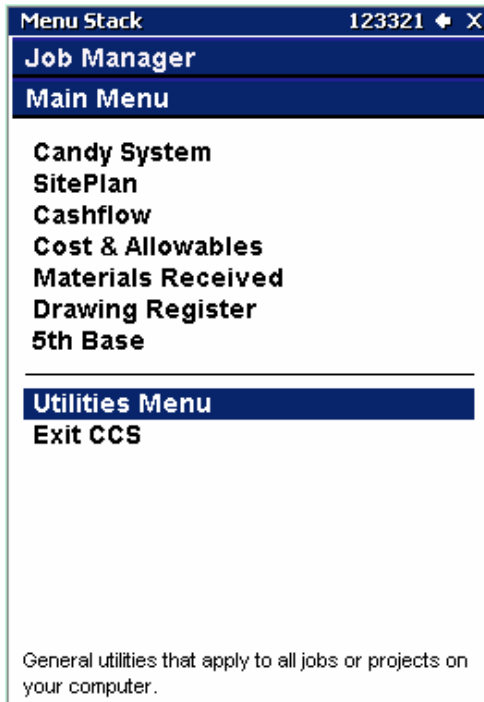 Menu Stack 123321 X
Job Manager
Main Menu
Candy System
SitePlan
Cashflow
Cost & Allowables
Materials Received
Drawing Register
5th Base
Utilities Menu
Exit CCS
General utilities that apply to all jobs or projects on
your computer.